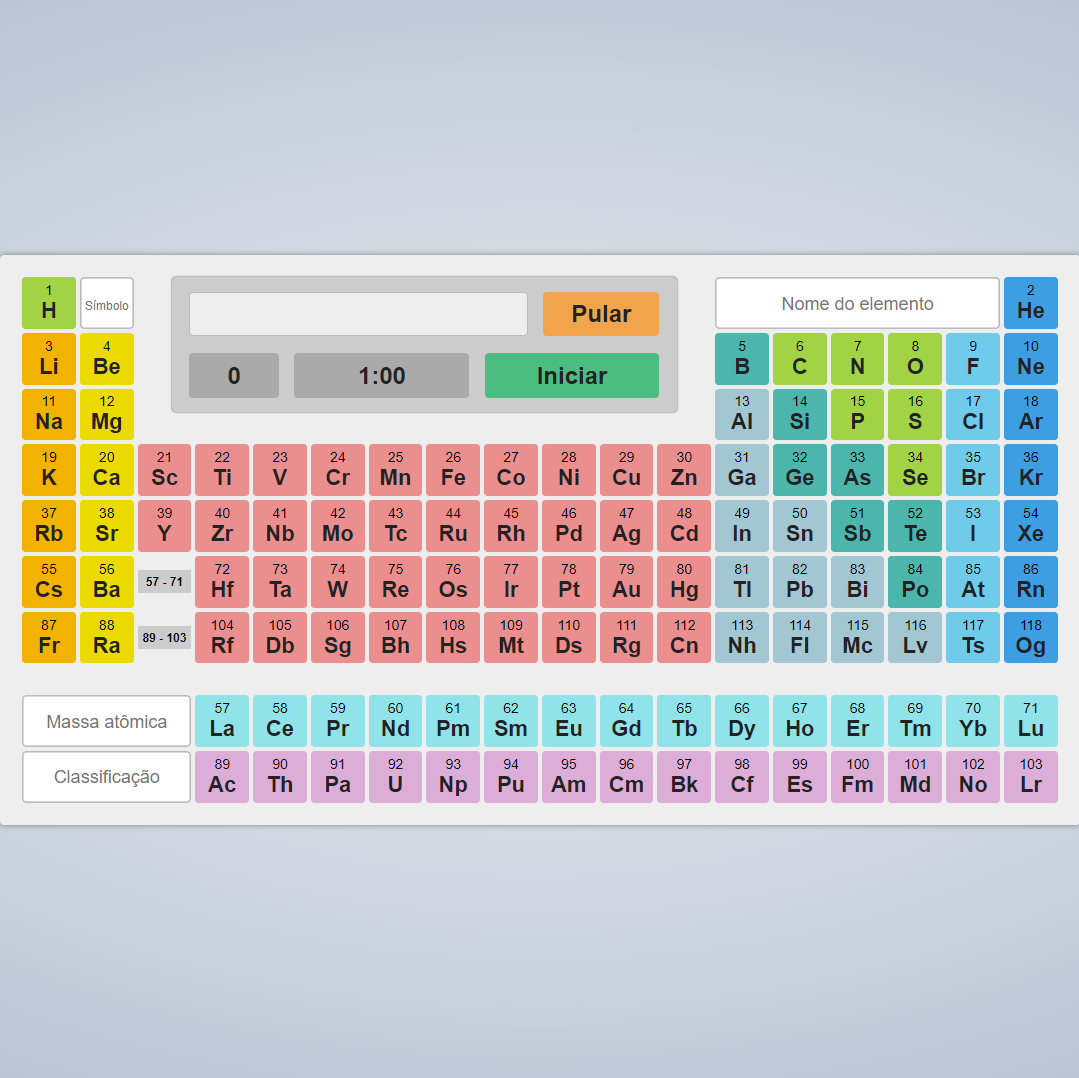 1 2
H Símbolo Pular Nome do elemento He
3 4 5 6 7 8 9 10
Li Be B C N O F Ne
0 1:00 Iniciar
11 12 13 14 15 16 17 18
Na Mg Al Si P S Cl Ar
19 20 21 22 23 24 25 26 27 28 29 30 31 32 33 34 35 36
K Ca Sc Ti V Cr Mn Fe Co Ni Cu Zn Ga Ge As Se Br Kr
37 38 39 40 41 42 43 44 45 46 47 48 49 50 51 52 53 54
Rb Sr Y Zr Nb Mo Tc Ru Rh Pd Ag Cd In Sn Sb Te I Xe
55 56 57 - 71 72 73 74 75 76 77 78 79 80 81 82 83 84 85 86
Cs Ba Hf Ta W Re Os Ir Pt Au Hg Tl Pb Bi Po At Rn
87 88 89 - 103 104 105 106 107 108 109 110 111 112 113 114 115 116 117 118
Fr Ra Rf Db Sg Bh Hs Mt Ds Rg Cn Nh Fl Mc Lv Ts Og
57 58 59 60 61 62 63 64 65 66 67 68 69 70 71
Massa atômica La Ce Pr Nd Pm Sm Eu Gd Tb Dy Ho Er Tm Yb Lu
89 90 91 92 93 94 95 96 97 98 99 100 101 102 103
Classificação Ac Th Pa U Np Pu Am Cm Bk Cf Es Fm Md No Lr